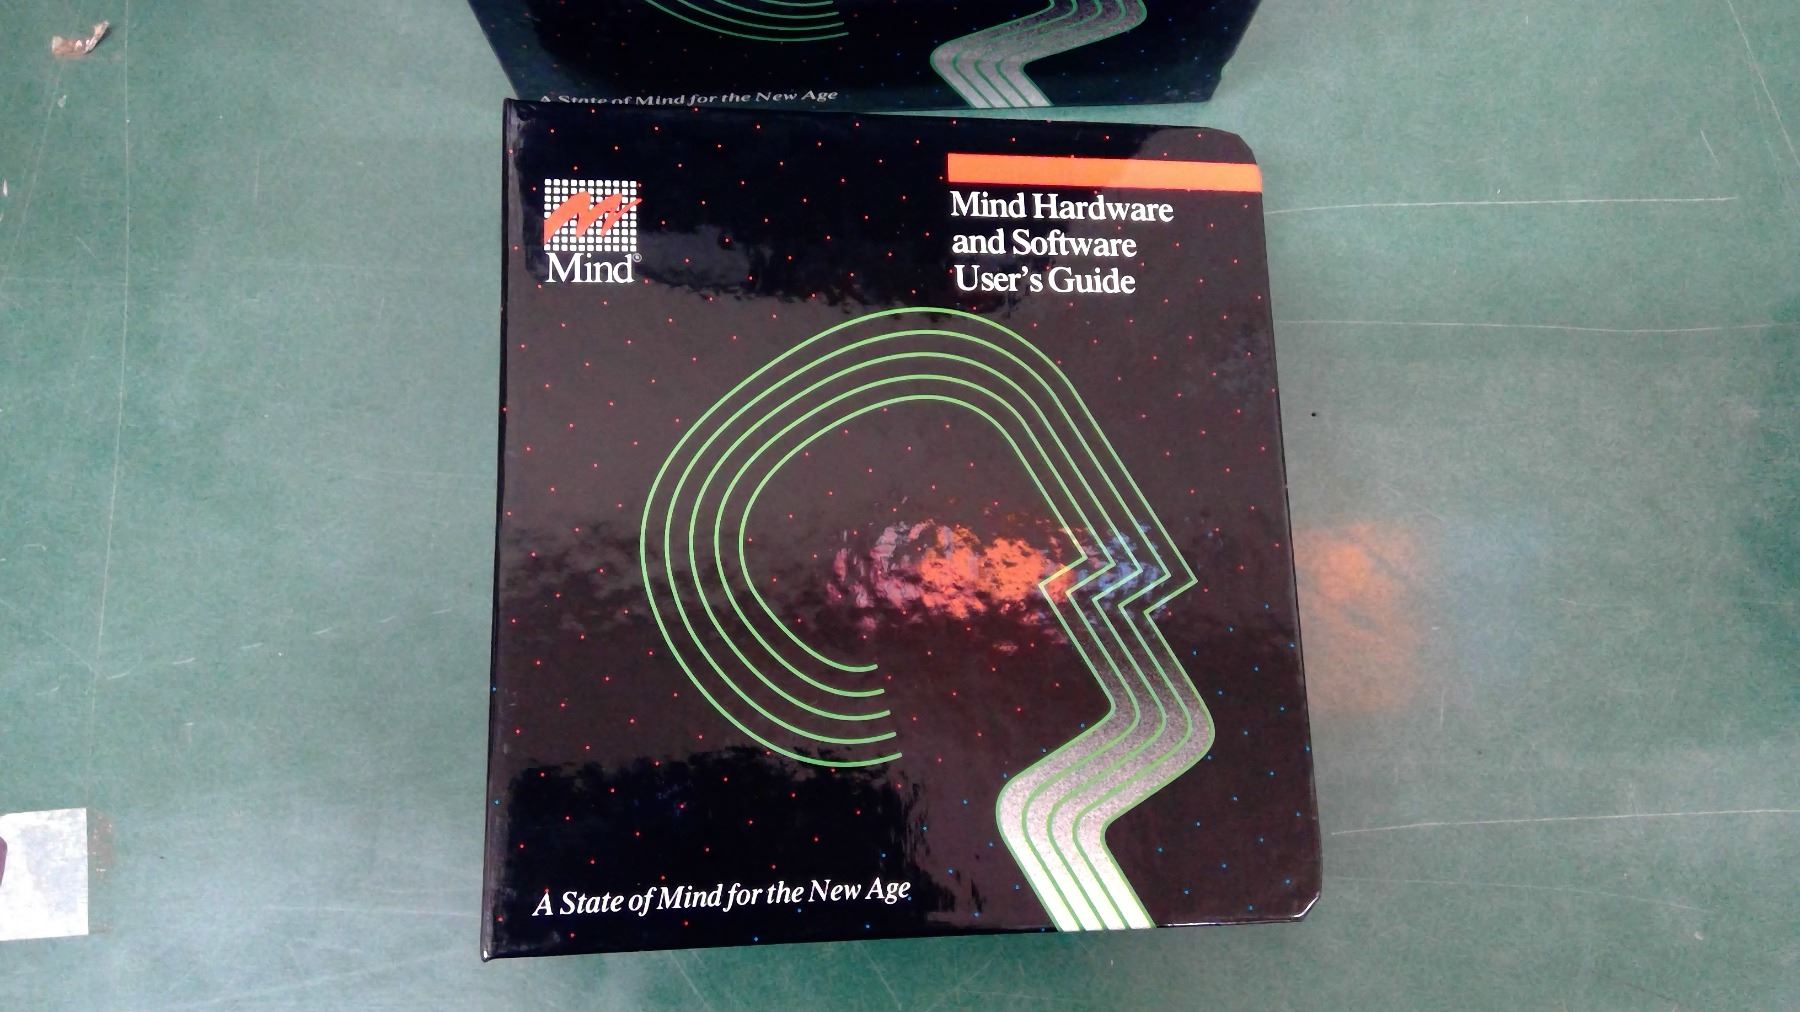 A State of Mind for the New Age
Mind®
Mind Hardware
and Software
User's Guide
A State of Mind for the New Age